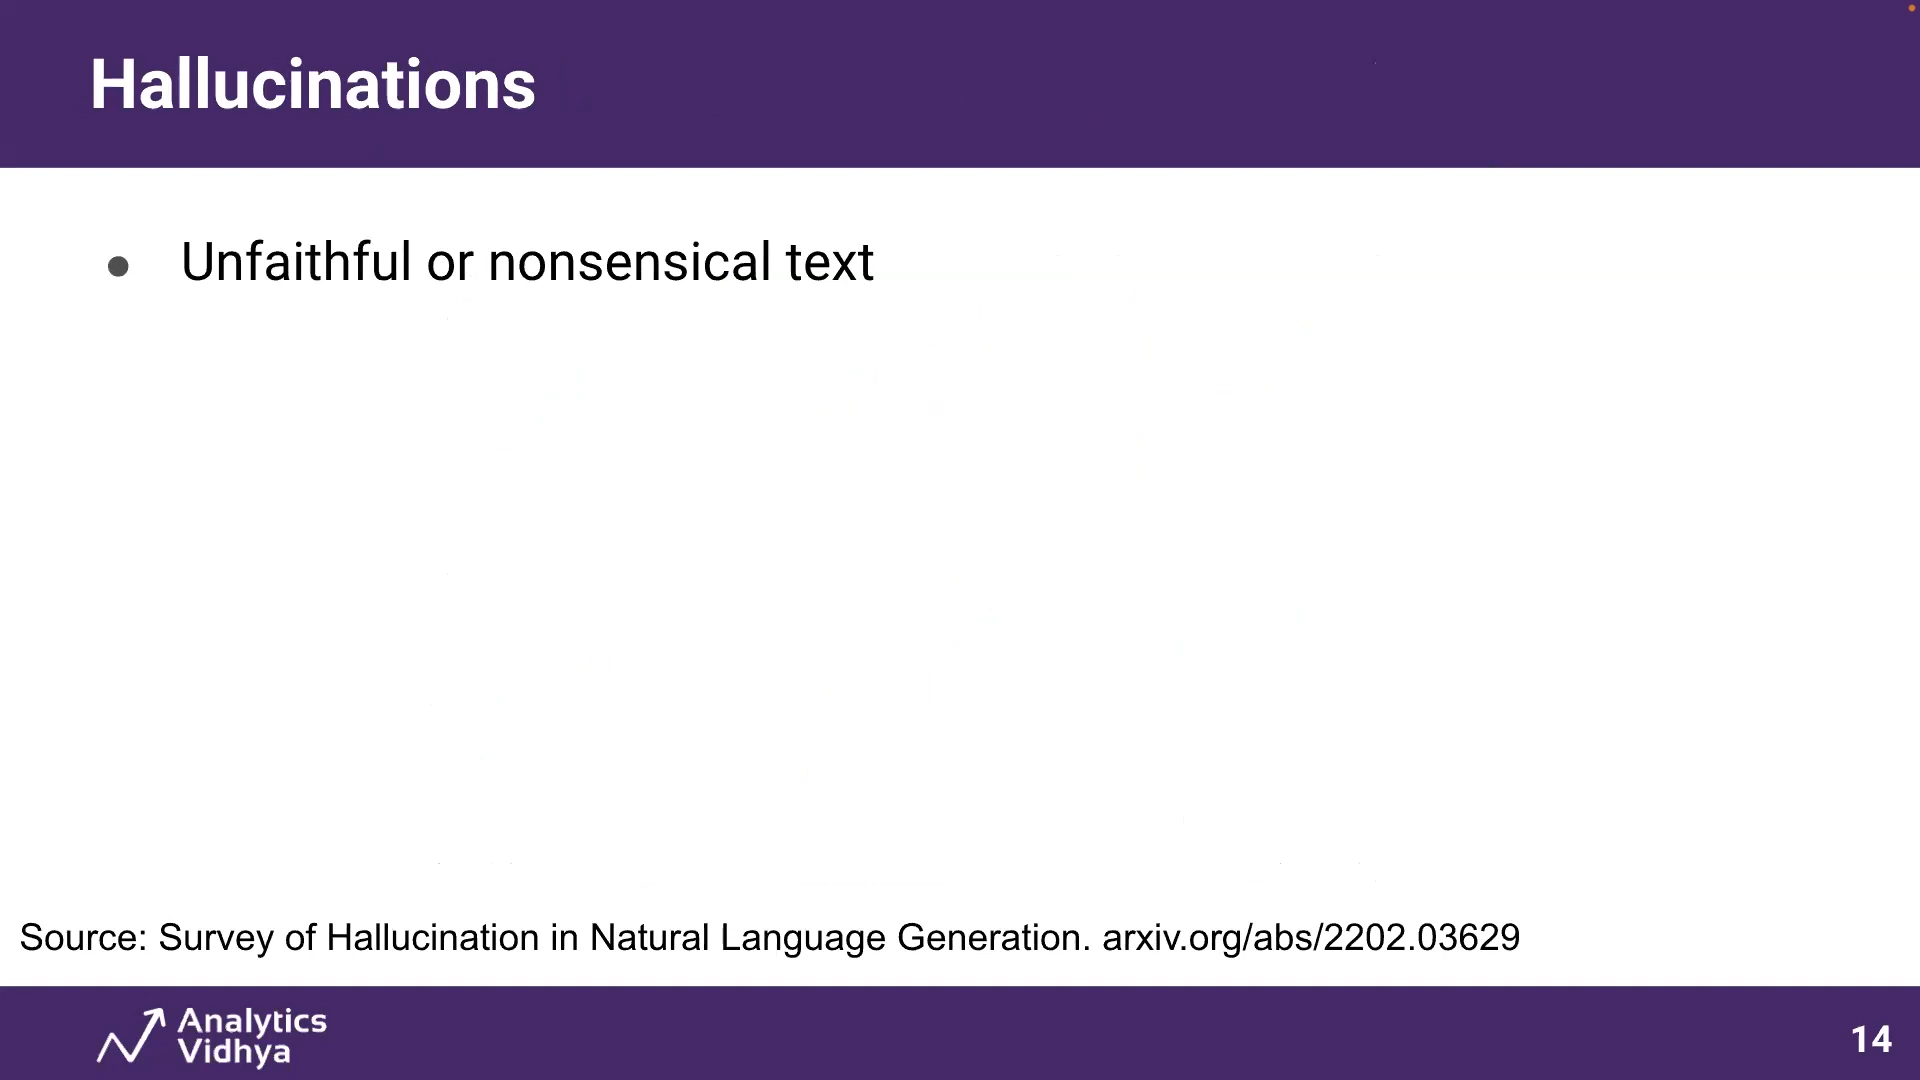 Hallucinations
● Unfaithful or nonsensical text
Source: Survey of Hallucination in Natural Language Generation. arxiv.org/abs/2202.03629
Analytics
Vidhya
14